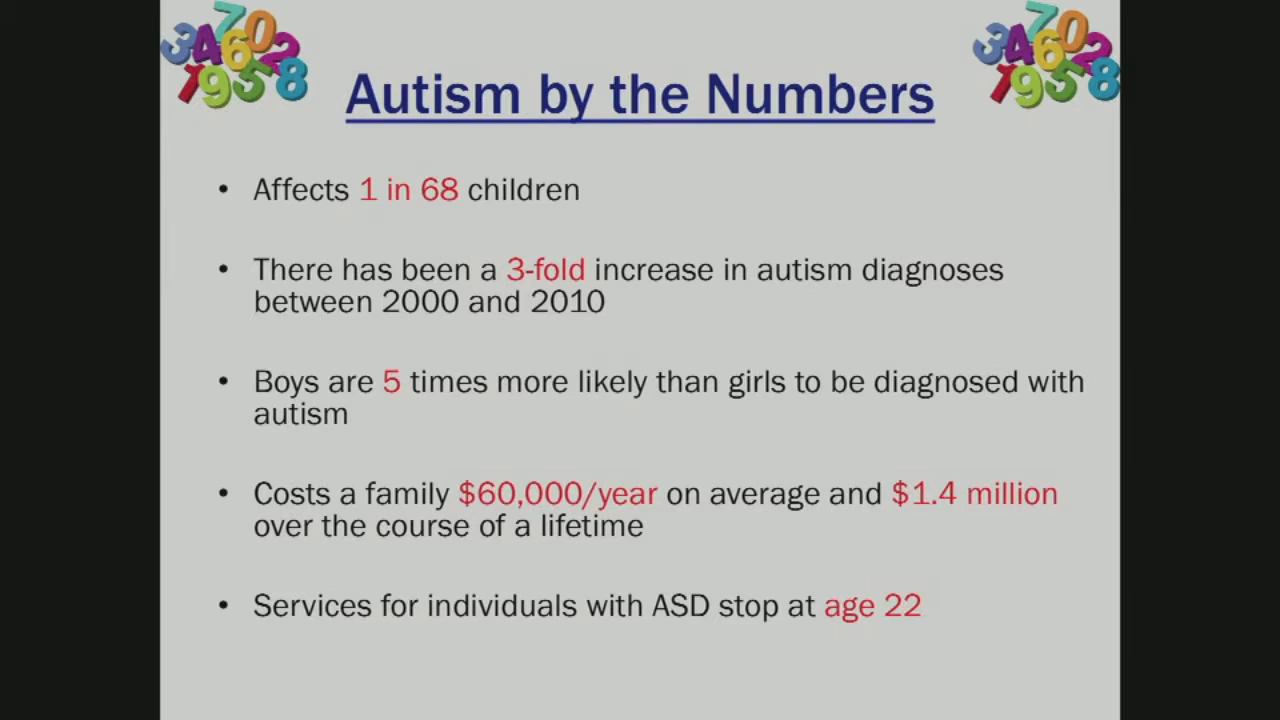 Autism by the Numbers
• Affects 1 in 68 children
• There has been a 3-fold increase in autism diagnoses
between 2000 and 2010
• Boys are 5 times more likely than girls to be diagnosed with
autism
• Costs a family $60,000/year on average and $1.4 million
over the course of a lifetime
• Services for individuals with ASD stop at age 22